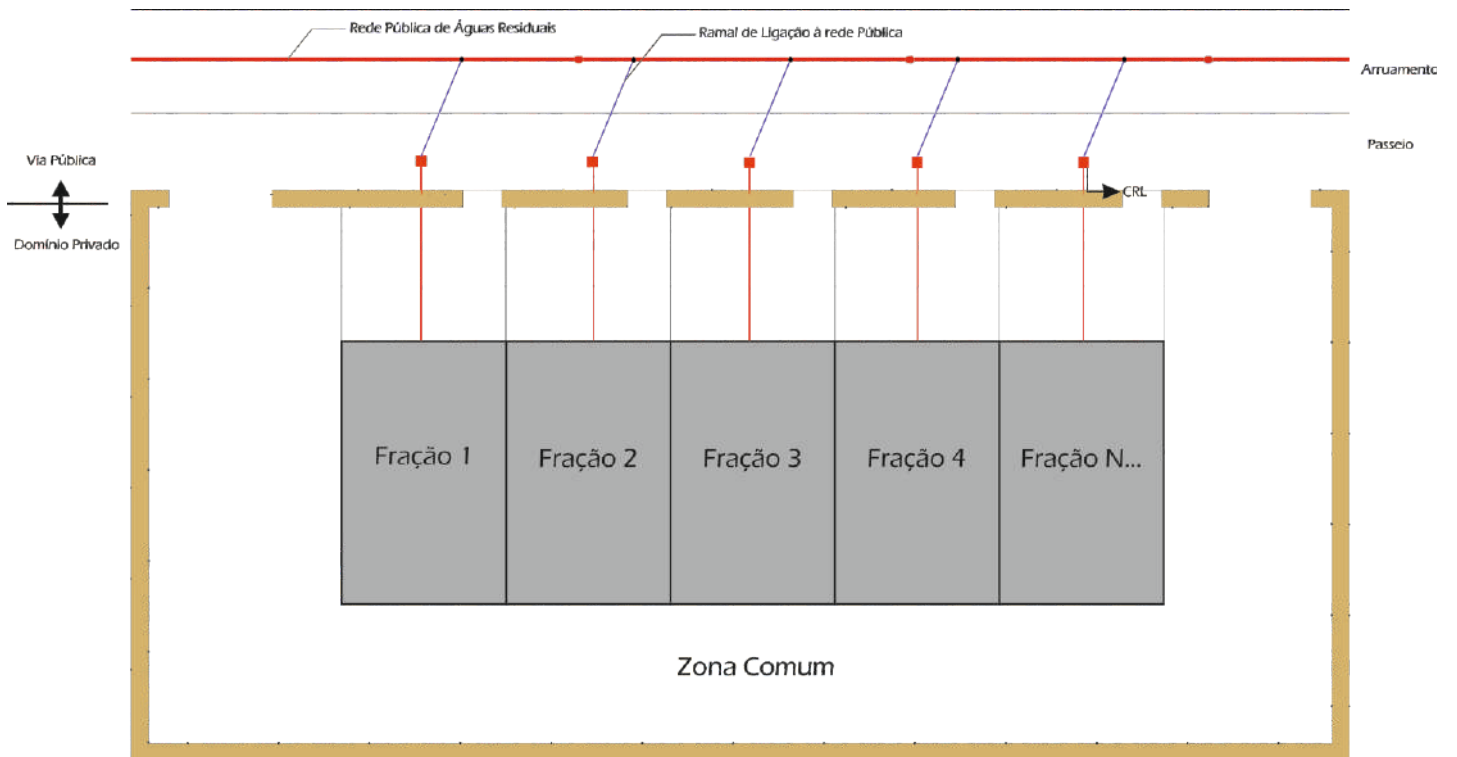 Rede Pública de Águas Residuais
Ramal de Ligação à rede Pública
Arruamento
Passeio
Via Pública
CRL
Domínio Privado
Fração 1
Fração 2
Fração 3
Fração 4
Fração N...
Zona Comum